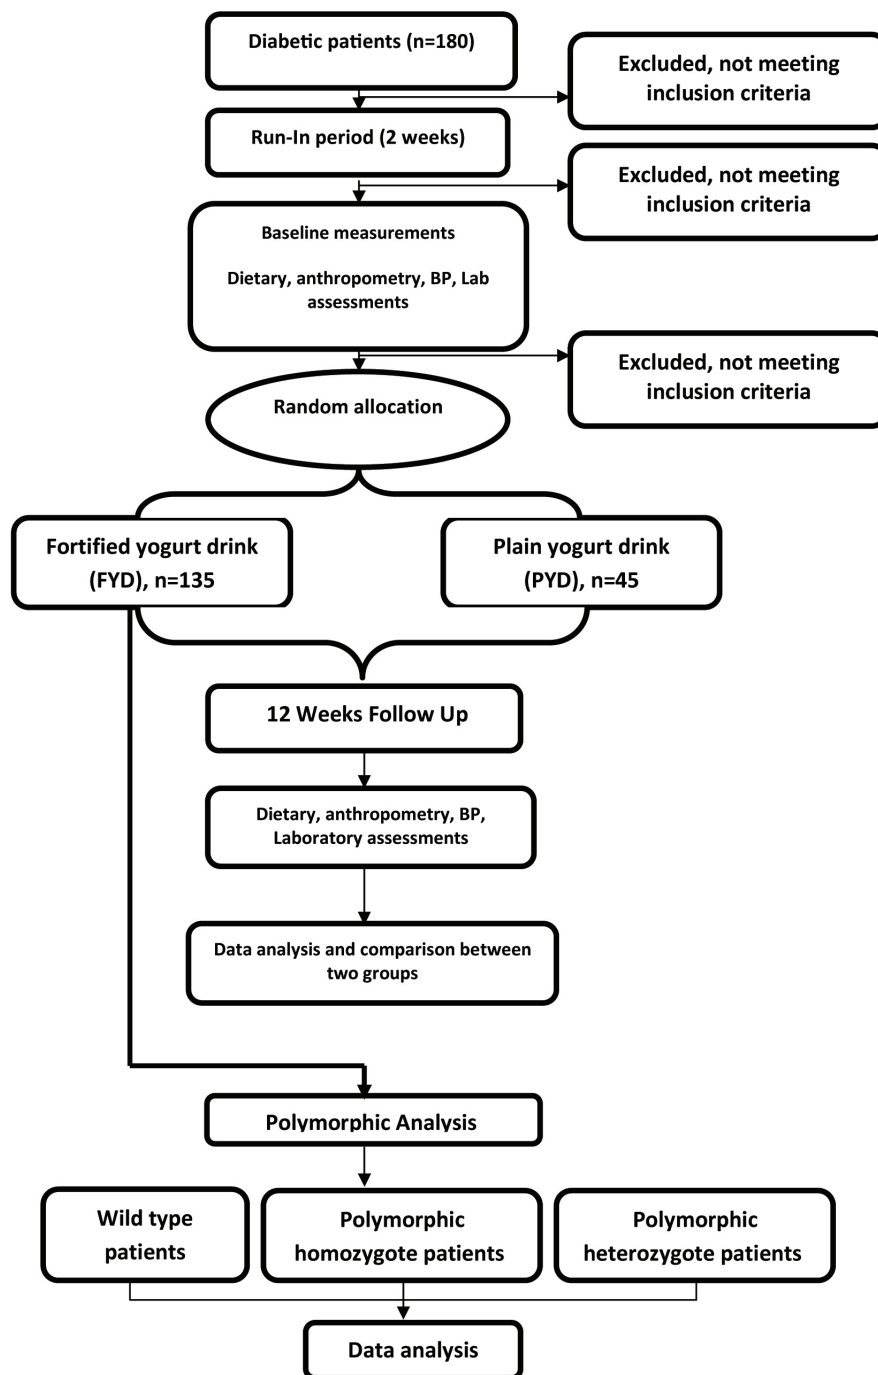 Diabetic patients (n=180)
Excluded, not meeting
inclusion criteria
Run-In period (2 weeks)
Excluded, not meeting
inclusion criteria
Baseline measurements
Dietary, anthropometry, BP, Lab
assessments
Excluded, not meeting
inclusion criteria
Random allocation
Fortified yogurt drink
(FYD), n=135
Plain yogurt drink
(PYD), n=45
12 Weeks Follow Up
Dietary, anthropometry, BP,
Laboratory assessments
Data analysis and comparison between
two groups
Polymorphic Analysis
Wild type
patients
Polymorphic
homozygote patients
Polymorphic
heterozygote patients
Data analysis